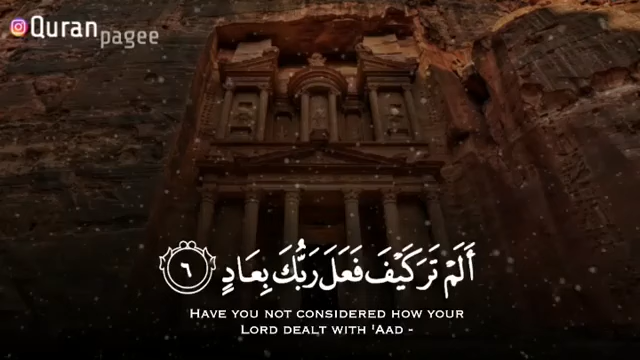 Quran
pagee
أَلَمْ تَرَ كَيْفَ فَعَلَ رَبُّكَ بِعَادٍ ٦
HAVE YOU NOT CONSIDERED HOW YOUR
LORD DEALT WITH 'AAD -